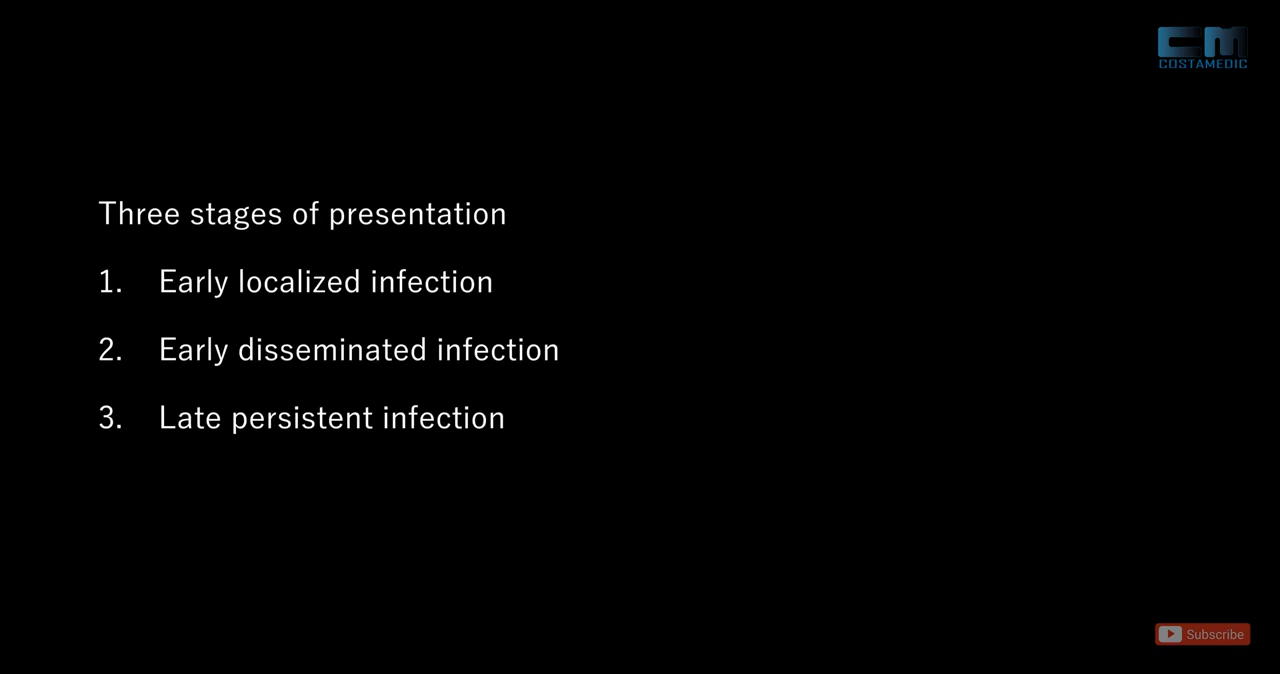 CM
COSTAMEDIC
Three stages of presentation
1. Early localized infection
2. Early disseminated infection
3. Late persistent infection
Subscribe